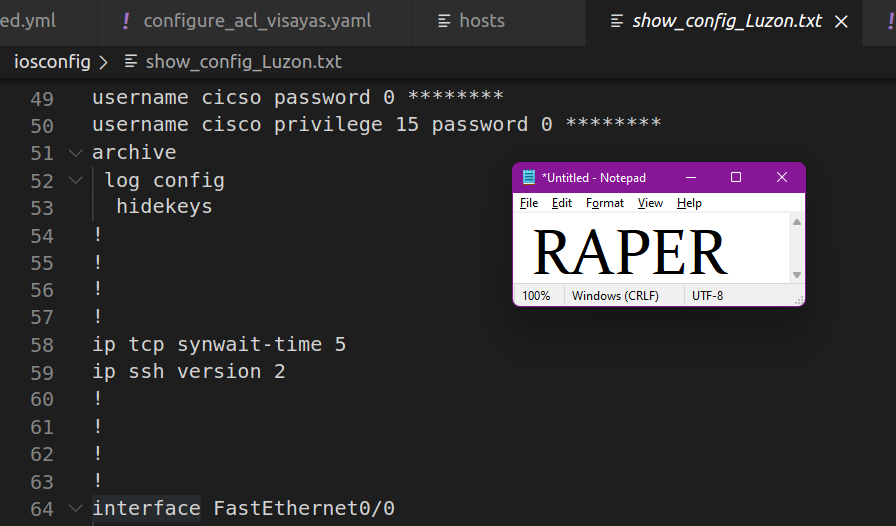 ed.yml
! configure_acl_visayas.yaml
hosts
show_config_Luzon.txt
!
iosconfig > show_config_Luzon.txt
49 username cicso password 0 ********
50 username cisco privilege 15 password 0 ********
51 archive
52 log config
53 hidekeys
54 !
55 !
56 !
57 !
58 ip tcp synwait-time 5
59 ip ssh version 2
60 !
61 !
62 !
63 !
64 interface FastEthernet0/0
*Untitled - Notepad
File Edit Format View Help
RAPER
100% Windows (CRLF) UTF-8